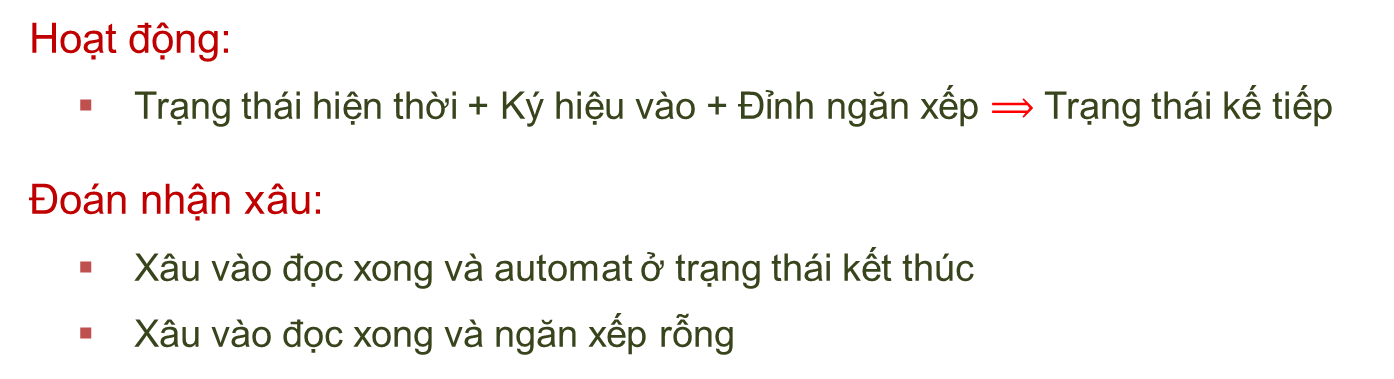 Hoạt động:
▪ Trạng thái hiện thời + Ký hiệu vào + Đỉnh ngăn xếp ⟹ Trạng thái kế tiếp
Đoán nhận xâu:
▪ Xâu vào đọc xong và automat ở trạng thái kết thúc
▪ Xâu vào đọc xong và ngăn xếp rỗng